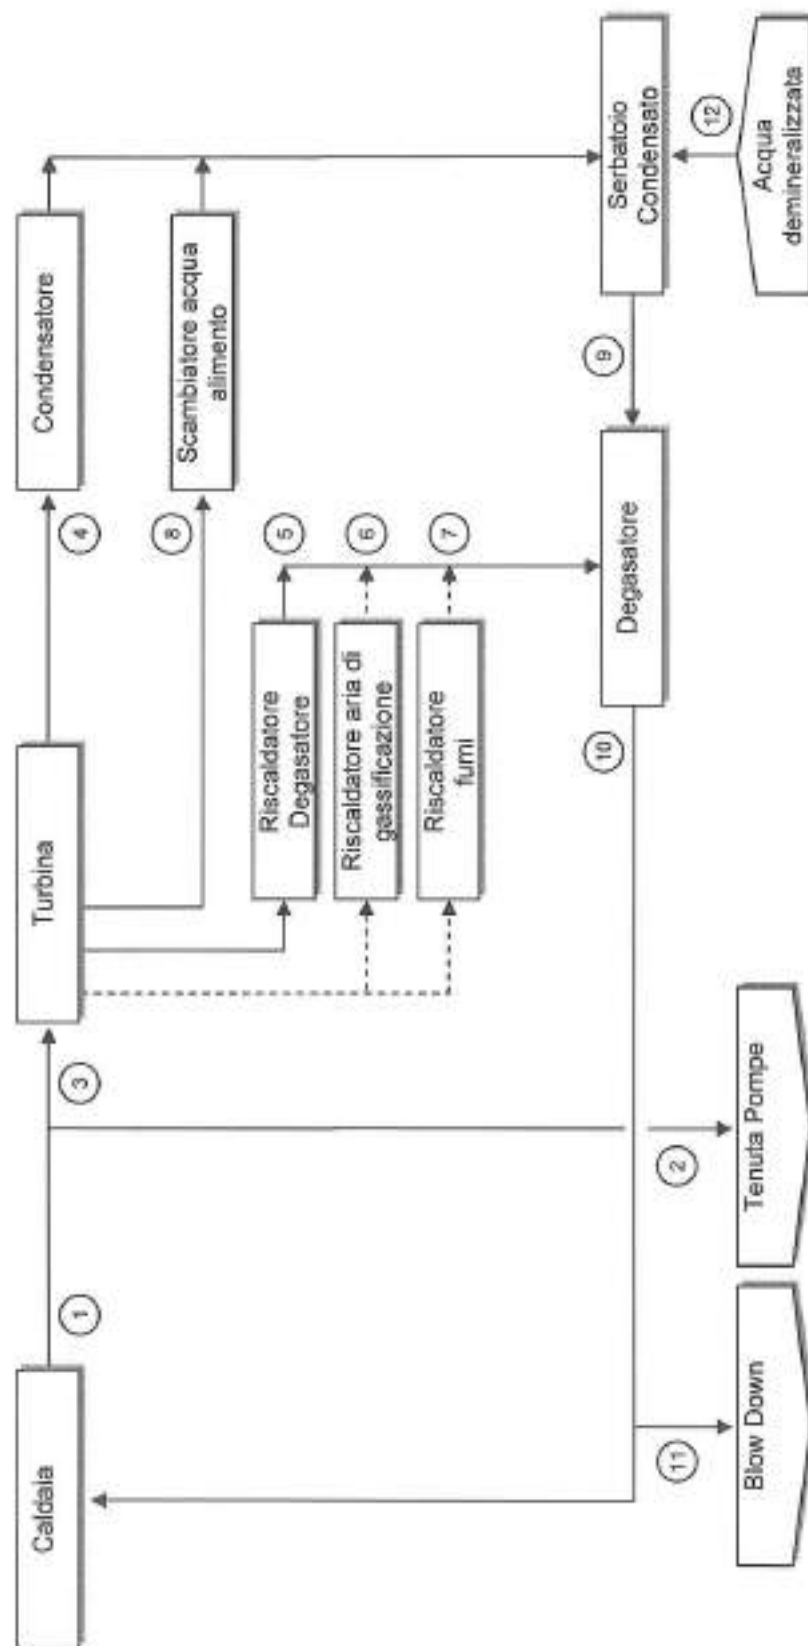 Caldaia
1
3
Turbina
4
Condensatore
8
Scambiatore acqua
alimento
Riscaldatore
Degasatore
5
Riscaldatore aria di
gassificazione
6
Riscaldatore
fumi
7
10
Degasatore
9
Serbatoio
Condensato
11
Blow Down
2
Tenuta Pompe
12
Acqua
demineralizzata